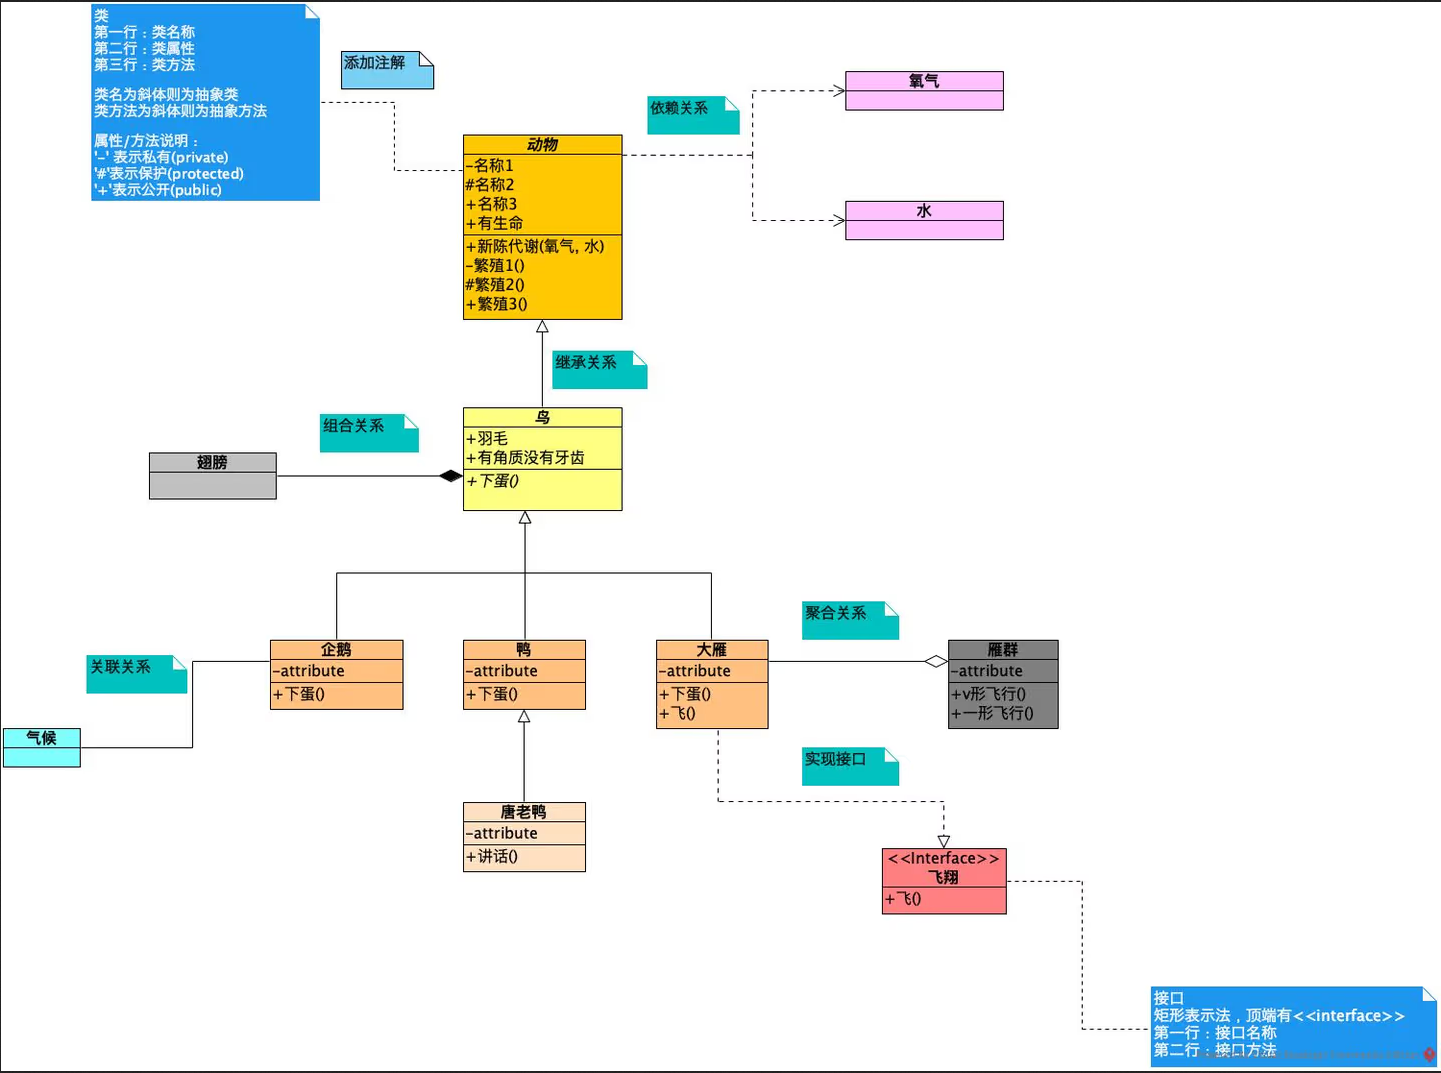 类
第一行：类名称
第二行：类属性
第三行：类方法
类名为斜体则为抽象类
类方法为斜体则为抽象方法
属性/方法说明：
'-' 表示私有(private)
'#'表示保护(protected)
'+'表示公开(public)
添加注解
依赖关系
氧气
水
动物
-名称1
#名称2
+名称3
+有生命
+新陈代谢(氧气, 水)
-繁殖1()
#繁殖2()
+繁殖3()
继承关系
组合关系
翅膀
鸟
+羽毛
+有角质没有牙齿
+下蛋()
关联关系
气候
企鹅
-attribute
+下蛋()
鸭
-attribute
+下蛋()
大雁
-attribute
+下蛋()
+飞()
聚合关系
雁群
-attribute
+v形飞行()
+一形飞行()
实现接口
唐老鸭
-attribute
+讲话()
<<Interface>>
飞翔
+飞()
接口
矩形表示法，顶端有<<interface>>
第一行：接口名称
第二行：接口方法